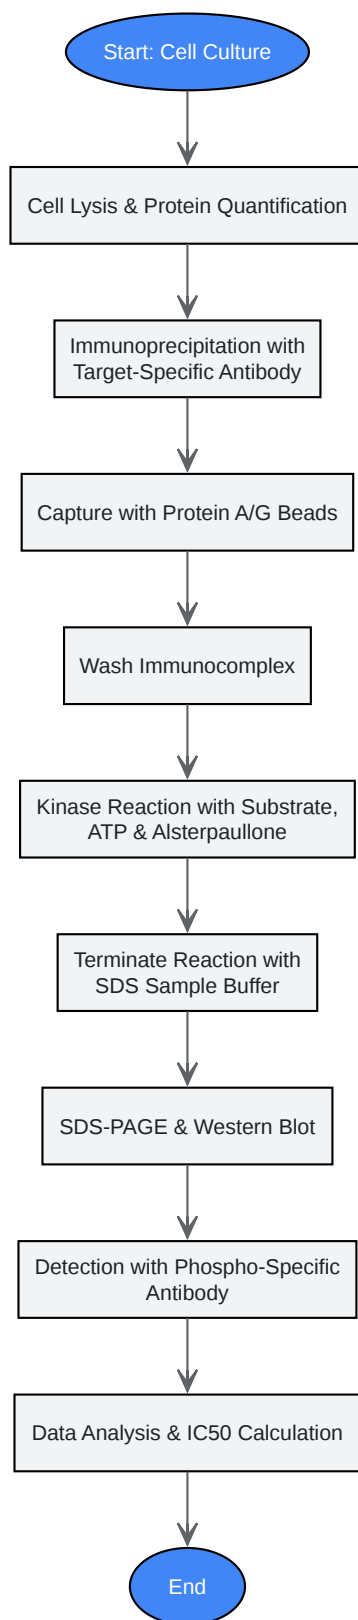 Start: Cell Culture
Cell Lysis & Protein Quantification
Immunoprecipitation with
Target-Specific Antibody
Capture with Protein A/G Beads
Wash Immunocomplex
Kinase Reaction with Substrate,
ATP & Alsterpaullone
Terminate Reaction with
SDS Sample Buffer
SDS-PAGE & Western Blot
Detection with Phospho-Specific
Antibody
Data Analysis & IC50 Calculation
End